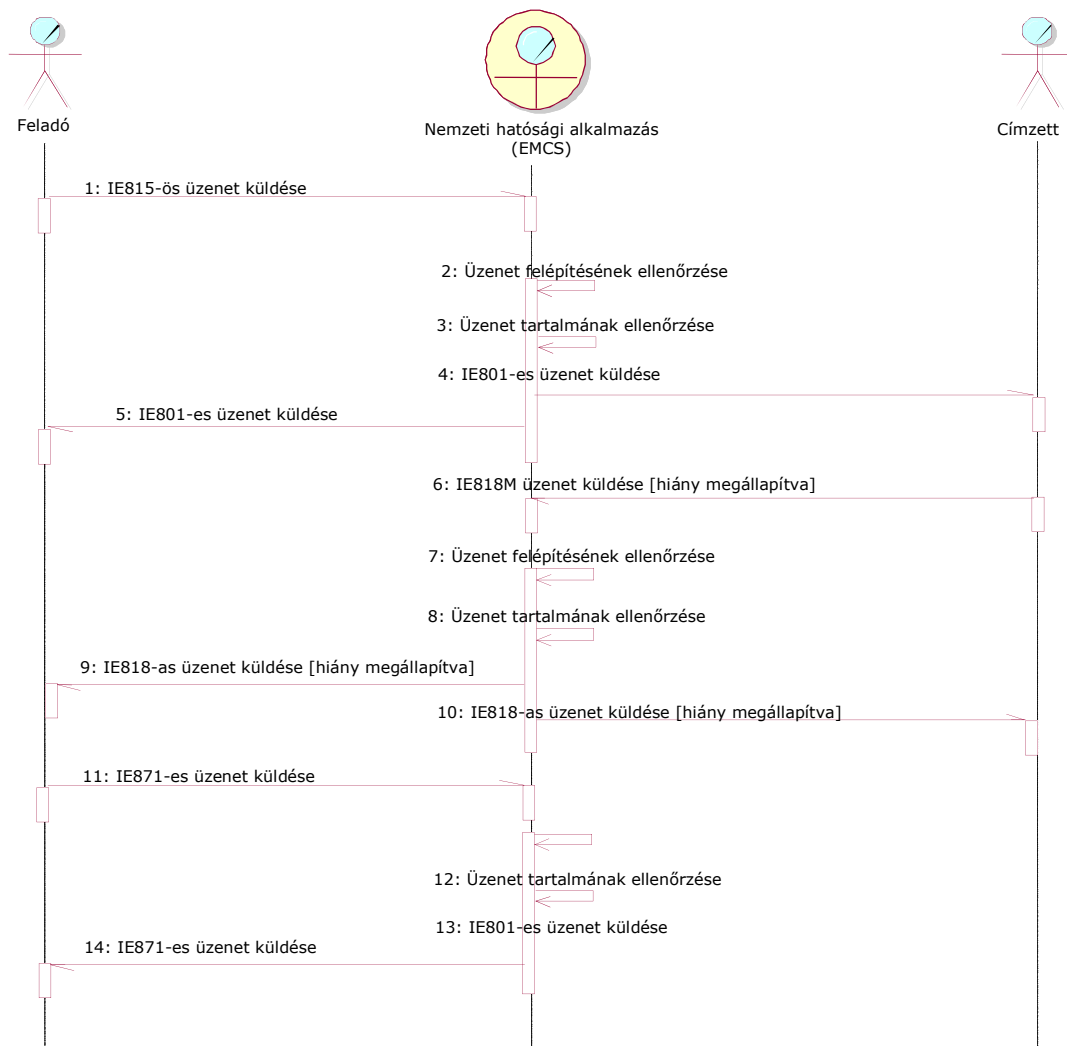 Feladó
Nemzeti hatósági alkalmazás
(EMCS)
Címzett
1: IE815-ös üzenet küldése
2: Üzenet felépítésének ellenőrzése
3: Üzenet tartalmának ellenőrzése
4: IE801-es üzenet küldése
5: IE801-es üzenet küldése
6: IE818M üzenet küldése [hiány megállapítva]
7: Üzenet felépítésének ellenőrzése
8: Üzenet tartalmának ellenőrzése
9: IE818-as üzenet küldése [hiány megállapítva]
10: IE818-as üzenet küldése [hiány megállapítva]
11: IE871-es üzenet küldése
12: Üzenet tartalmának ellenőrzése
13: IE801-es üzenet küldése
14: IE871-es üzenet küldése